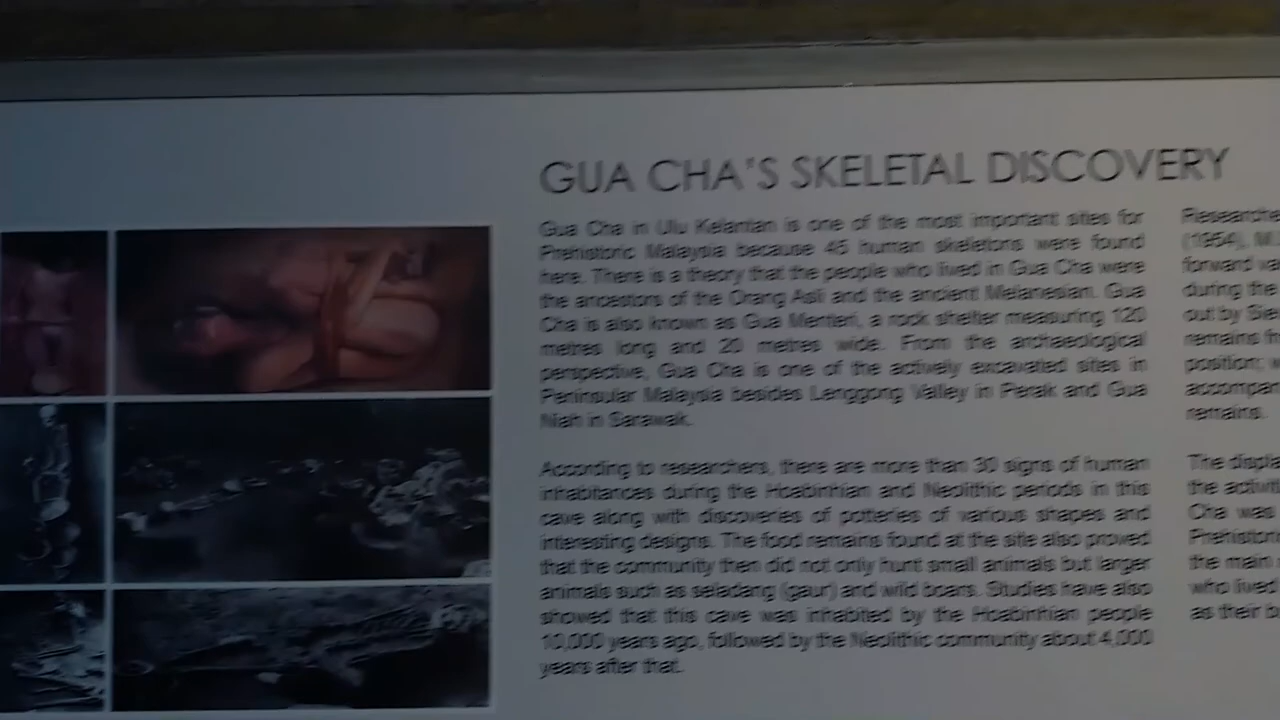 GUA CHA'S SKELETAL DISCOVERY
Gua Cha in Ulu Kelantan is one of the most important sites for
Prehistoric Malaysia because 45 human skeletons were found
here. There is a theory that the people who lived in Gua Cha were
the ancestors of the Orang Asli and the ancient Melanesian. Gua
Cha is also known as Gua Menteri, a rock shelter measuring 120
metres long and 20 metres wide. From the archaeological
perspective, Gua Cha is one of the actively excavated sites in
Peninsular Malaysia besides Lenggong Valley in Perak and Gua
Niah in Sarawak.
According to researchers, there are more than 30 signs of human
inhabitances during the Hoabinhian and Neolithic periods in this
cave along with discoveries of potteries of various shapes and
interesting designs. The food remains found at the site also proved
that the community then did not only hunt small animals but larger
animals such as seladang (gaur) and wild boars. Studies have also
showed that this cave was inhabited by the Hoabinhian people
10,000 years ago, followed by the Neolithic community about 4,000
years after that.
(1954),
forward
during the
out by
remains
position;
remains.
The
the
Cha was
the main
who lived
as their